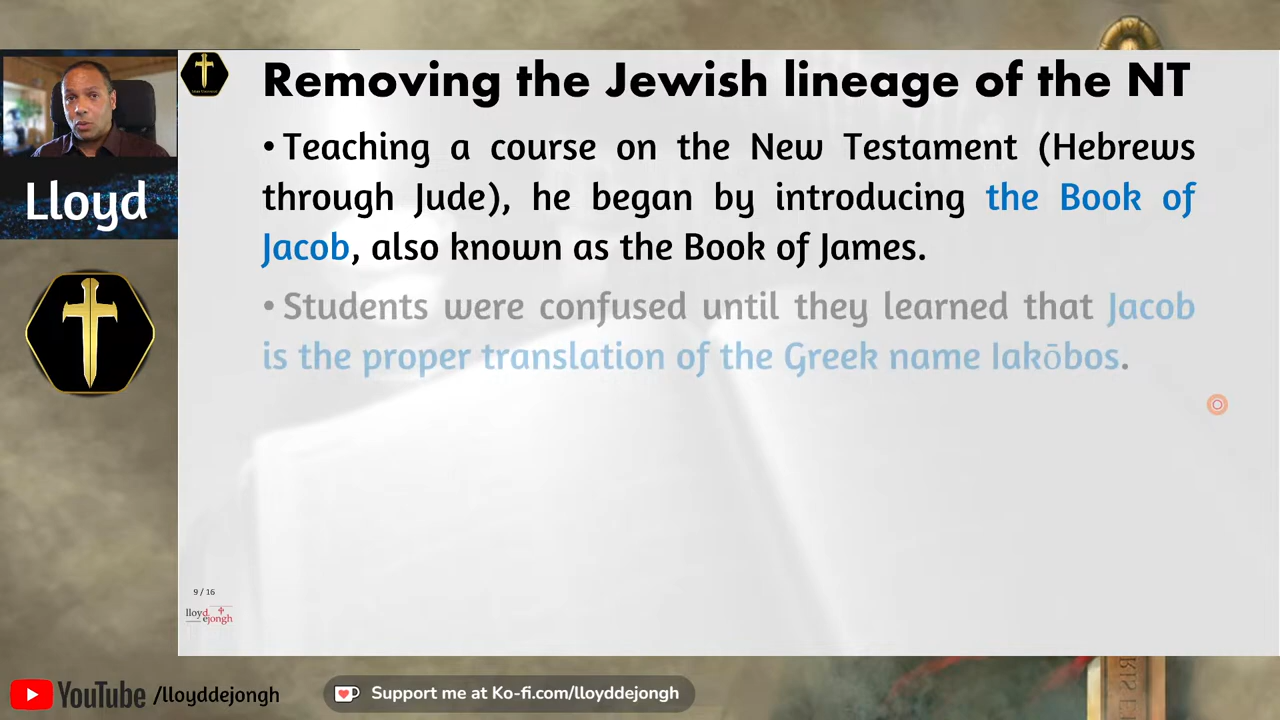 Removing the Jewish lineage of the NT
• Teaching a course on the New Testament (Hebrews
through Jude), he began by introducing the Book of
Jacob, also known as the Book of James.
• Students were confused until they learned that Jacob
is the proper translation of the Greek name Iakōbos.
Lloyd
9 / 16
lloyd
ejongh
YouTube /lloyddejongh
Support me at Ko-fi.com/lloyddejongh